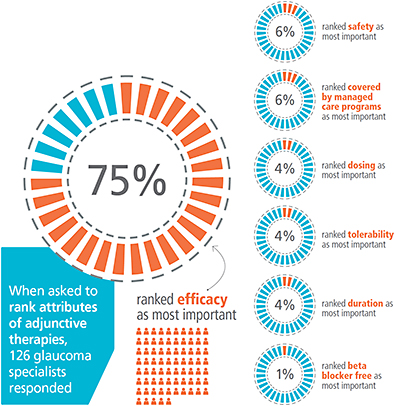 75%
When asked to
rank attributes
of adjunctive
therapies,
126 glaucoma
specialists
responded
ranked efficacy
as most important
6%
ranked safety as
most important
6%
ranked covered
by managed
care programs
as most important
4%
ranked dosing as
most important
4%
ranked tolerability
as most important
4%
ranked duration as
most important
1%
ranked beta
blocker free as
most important